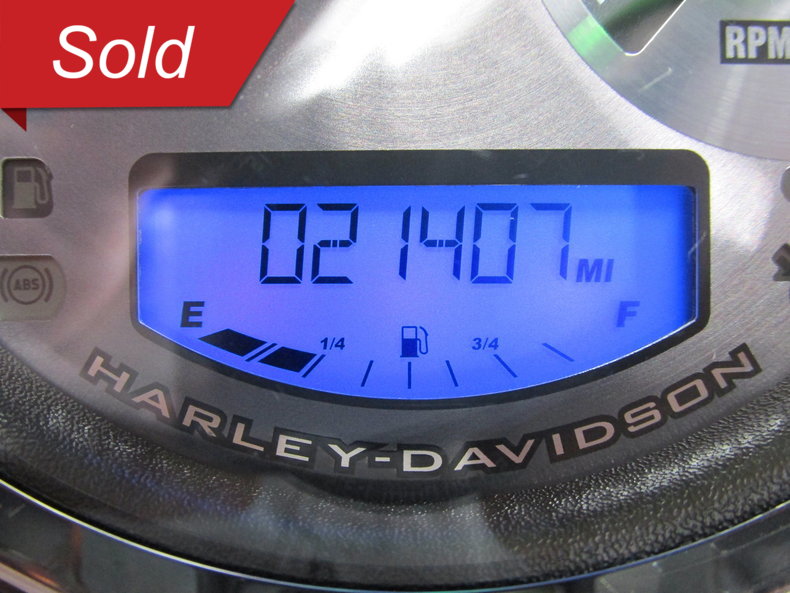 Sold
RPM
ABS
021407 MI
E 1/4 3/4 F
HARLEY-DAVIDSON